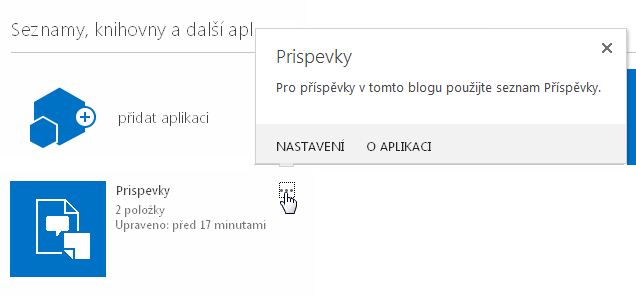 Seznamy, knihovny a další apl
Prispevky
Pro příspěvky v tomto blogu použijte seznam Příspěvky.
NASTAVENÍ O APLIKACI
přidat aplikaci
Prispevky
2 položky
Upraveno: před 17 minutami